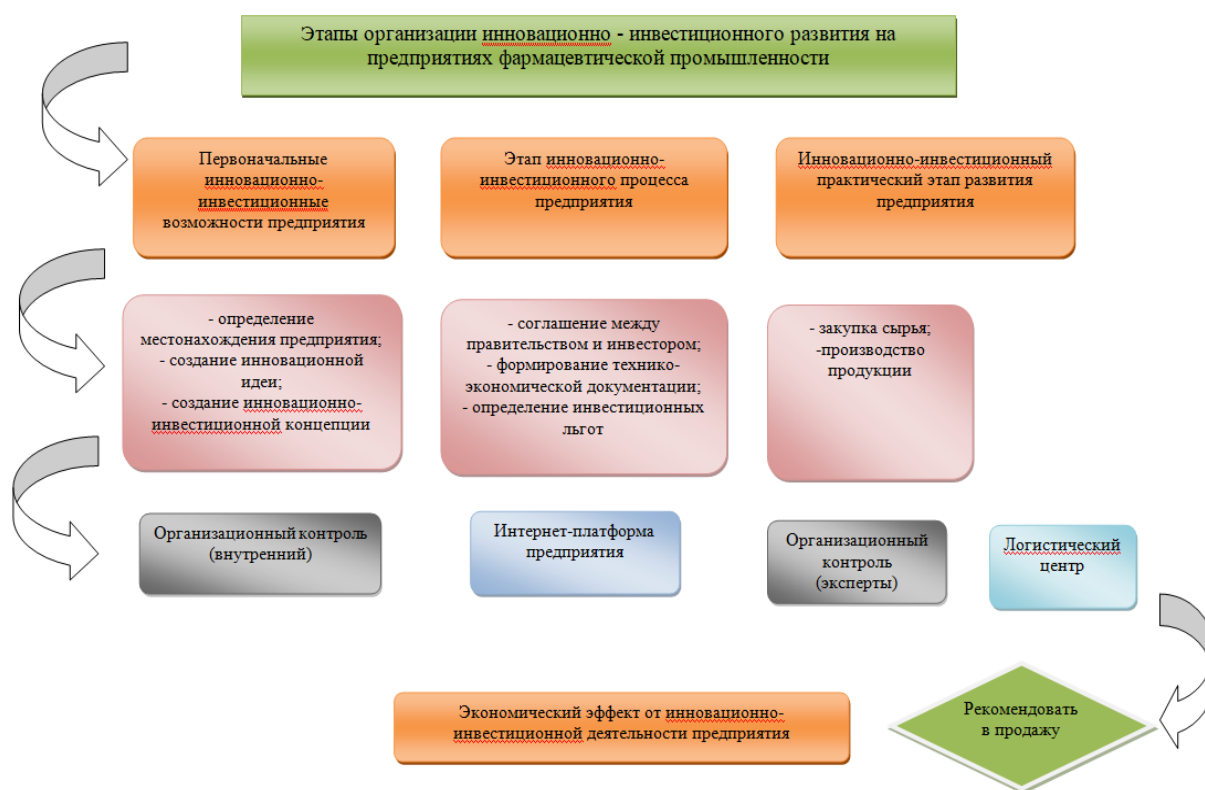 Этапы организации инновационно - инвестиционного развития на
предприятиях фармацевтической промышленности
Первоначальные
инновационно-
инвестиционные
возможности предприятия
Этап инновационно-
инвестиционного процесса
предприятия
Инновационно-инвестиционный
практический этап развития
предприятия
- определение
местонахождения предприятия;
- создание инновационной
идеи;
- создание инновационно-
инвестиционной концепции
- соглашение между
правительством и инвестором;
- формирование технико-
экономической документации;
- определение инвестиционных
льгот
- закупка сырья;
-производство
продукции
Организационный контроль
(внутренний)
Интернет-платформа
предприятия
Организационный
контроль
(эксперты)
Логистический
центр
Экономический эффект от инновационно-
инвестиционной деятельности предприятия
Рекомендовать
в продажу